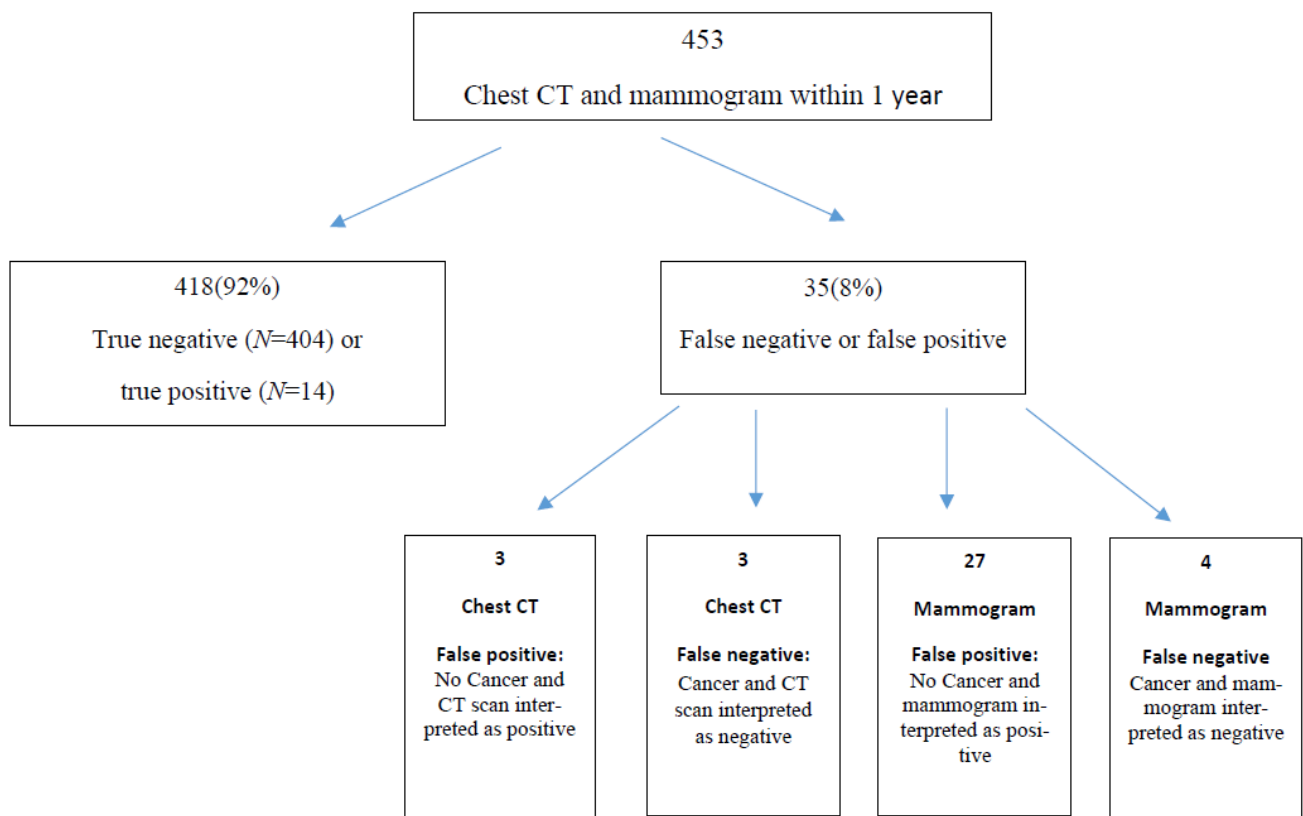 453
Chest CT and mammogram within 1 year
418(92%)
True negative (N=404) or
true positive (N=14)
35(8%)
False negative or false positive
3
Chest CT
False positive:
No Cancer and
CT scan inter-
preted as positive
3
Chest CT
False negative:
Cancer and CT
scan interpreted
as negative
27
Mammogram
False positive:
No Cancer and
mammogram in-
terpreted as posi-
tive
4
Mammogram
False negative
Cancer and mam-
mogram inter-
preted as negative